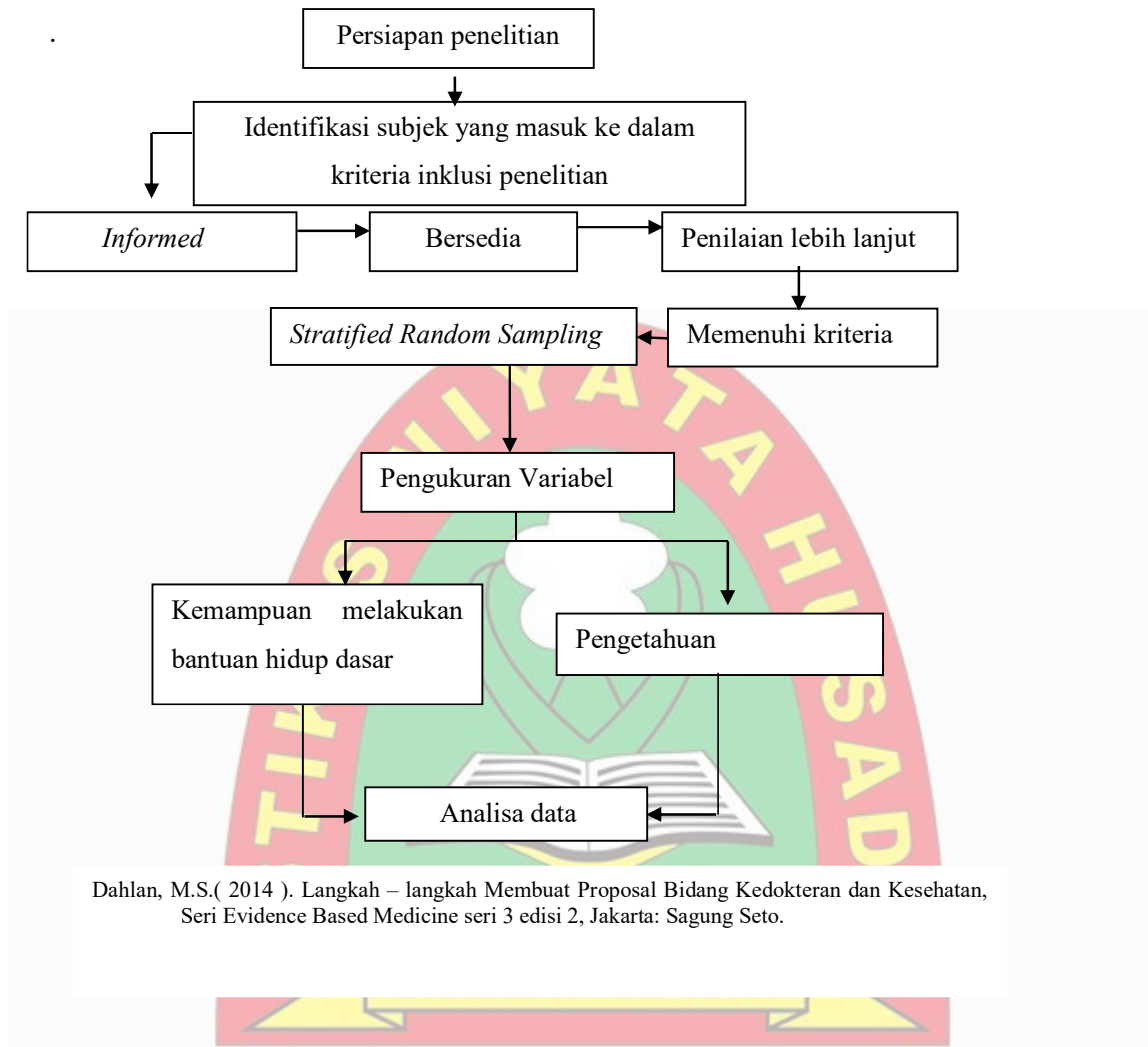 .
Persiapan penelitian
Identifikasi subjek yang masuk ke dalam
kriteria inklusi penelitian
Informed
Bersedia
Penilaian lebih lanjut
Memenuhi kriteria
Stratified Random Sampling
Pengukuran Variabel
Kemampuan melakukan
bantuan hidup dasar
Pengetahuan
Analisa data
Dahlan, M.S.( 2014 ). Langkah – langkah Membuat Proposal Bidang Kedokteran dan Kesehatan,
Seri Evidence Based Medicine seri 3 edisi 2, Jakarta: Sagung Seto.